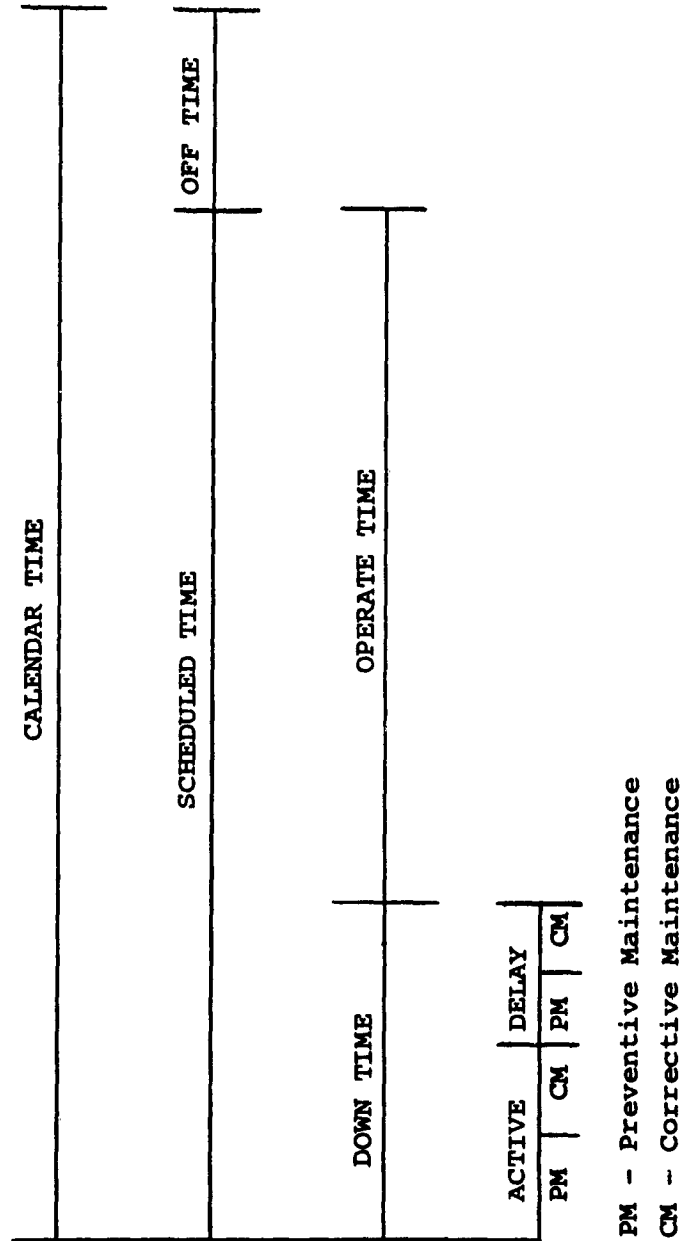 CALENDAR TIME
SCHEDULED TIME
OFF TIME
DOWN TIME
OPERATE TIME
ACTIVE
DELAY
PM
CM
PM
CM
PM - Preventive Maintenance
CM - Corrective Maintenance